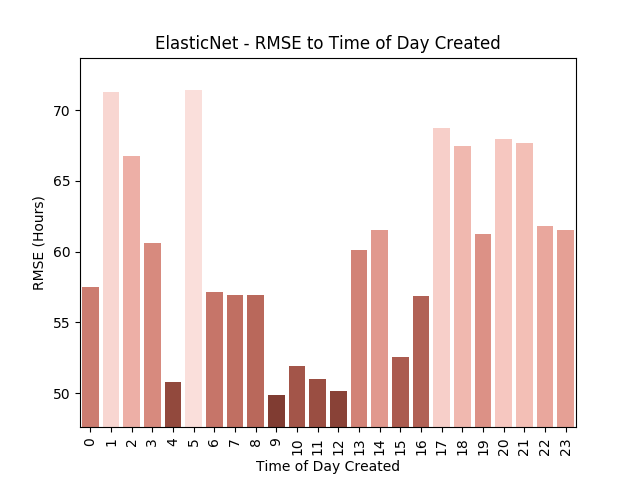 ElasticNet - RMSE to Time of Day Created
RMSE (Hours)
70
65
60
55
50
0 1 2 3 4 5 6 7 8 9 10 11 12 13 14 15 16 17 18 19 20 21 22 23
Time of Day Created